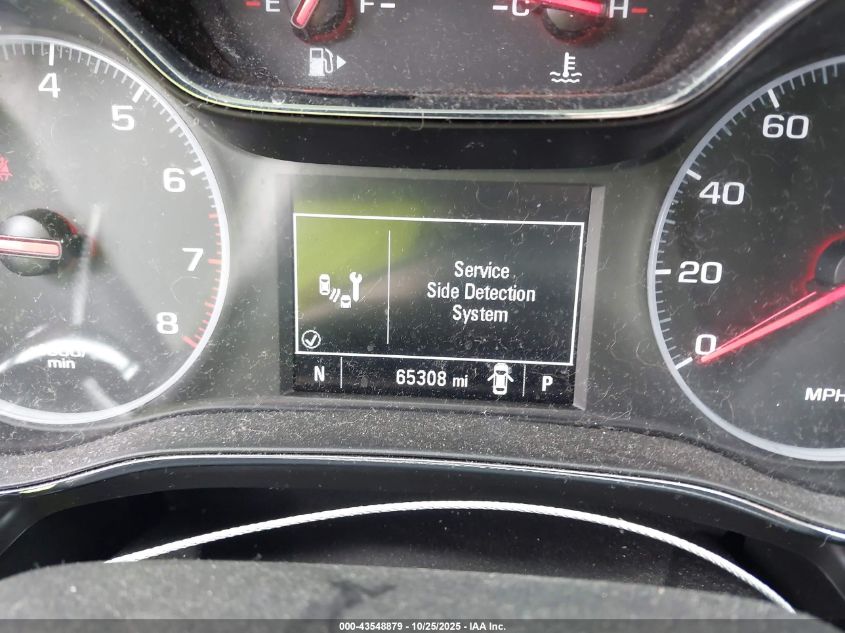 E F
C H
4
5
6
7
8
min
60
40
20
0
MPH
Service
Side Detection
System
N 65308 mi P
000-43548879 / 10/25/2025 - IAA Inc.